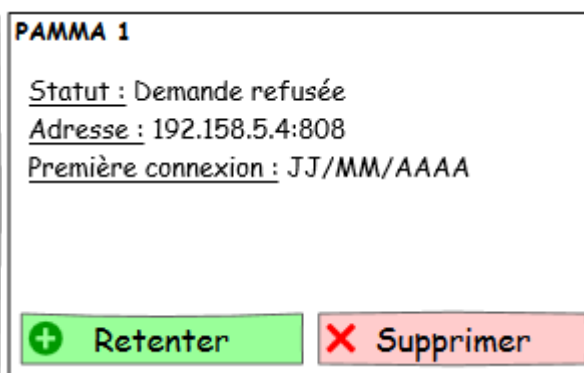 PAMMA 1
Statut : Demande refusée
Adresse : 192.158.5.4:808
Première connexion : JJ/MM/AAAA
Retenter
Supprimer